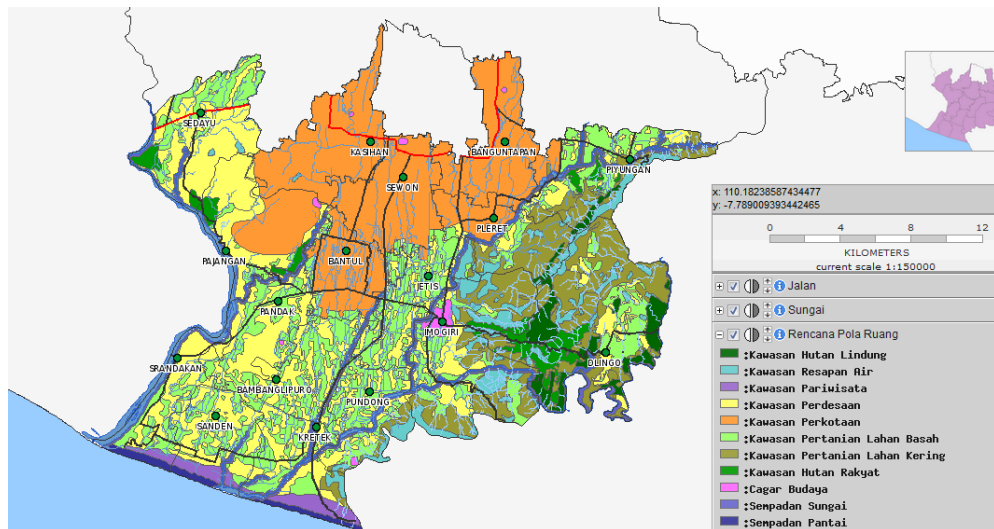 SEDAYU
KASIHAN
BANGUNTAPAN
PIYUNGAN
SEWON
PLERET
PAJANGAN
BANTUL
JETIS
PANDAK
IMOGIRI
SRANDAKAN
DLINGO
BAMBANGLIPURO
PUNDONG
SANDEN
KRETEK
x: 110.18238587434477
y: -7.789009393442465
0 4 8 12
KILOMETERS
current scale 1:150000
Jalan
Sungai
Rencana Pola Ruang
:Kawasan Hutan Lindung
:Kawasan Resapan Air
:Kawasan Pariwisata
:Kawasan Perdesaan
:Kawasan Perkotaan
:Kawasan Pertanian Lahan Basah
:Kawasan Pertanian Lahan Kering
:Kawasan Hutan Rakyat
:Cagar Budaya
:Sempadan Sungai
:Sempadan Pantai